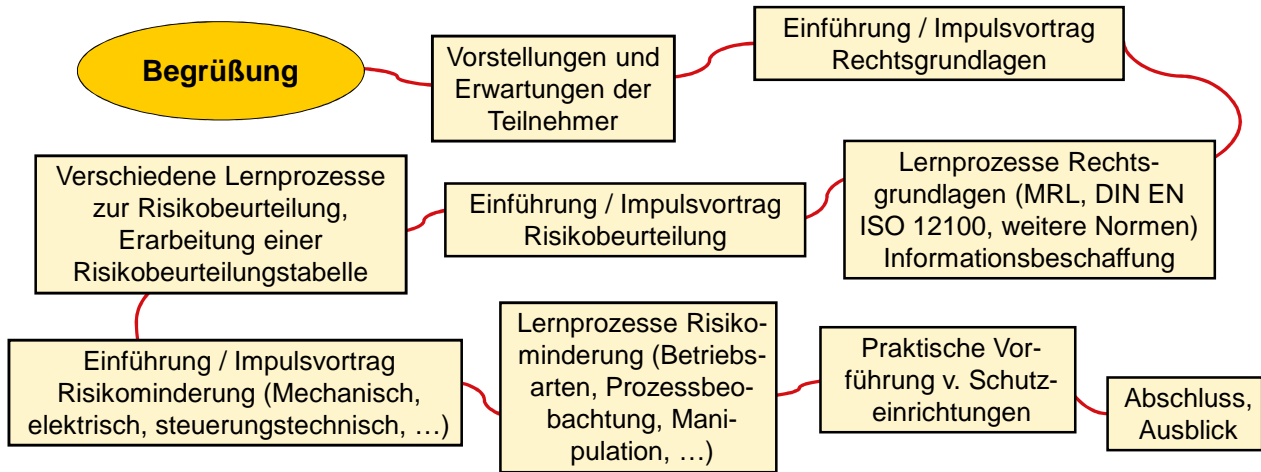 Begrüßung
Vorstellungen und
Erwartungen der
Teilnehmer
Einführung / Impulsvortrag
Rechtsgrundlagen
Lernprozesse Rechts-
grundlagen (MRL, DIN EN
ISO 12100, weitere Normen)
Informationsbeschaffung
Einführung / Impulsvortrag
Risikobeurteilung
Verschiedene Lernprozesse
zur Risikobeurteilung,
Erarbeitung einer
Risikobeurteilungstabelle
Einführung / Impulsvortrag
Risikominderung (Mechanisch,
elektrisch, steuerungstechnisch, …)
Lernprozesse Risiko-
minderung (Betriebs-
arten, Prozessbeo-
bachtung, Mani-
pulation, …)
Praktische Vor-
führung v. Schutz-
einrichtungen
Abschluss,
Ausblick